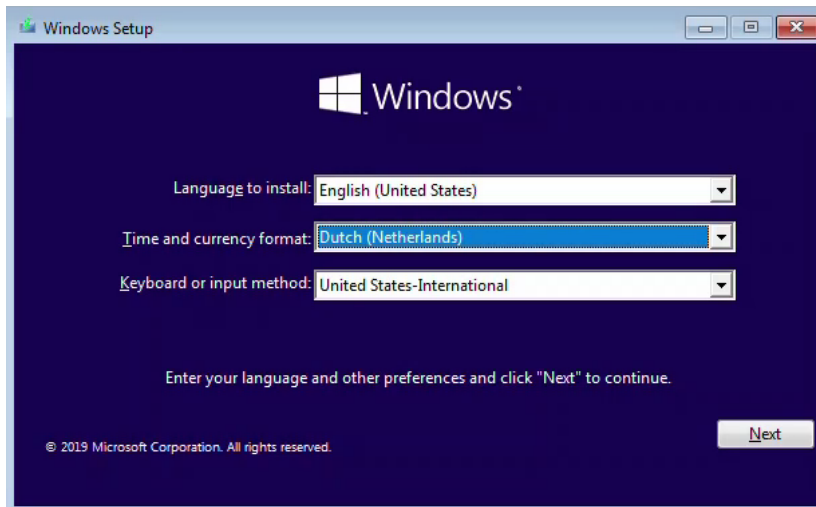 Windows Setup
Windows
Language to install: English (United States)
Time and currency format: Dutch (Netherlands)
Keyboard or input method: United States-International
Enter your language and other preferences and click "Next" to continue.
Next
© 2019 Microsoft Corporation. All rights reserved.